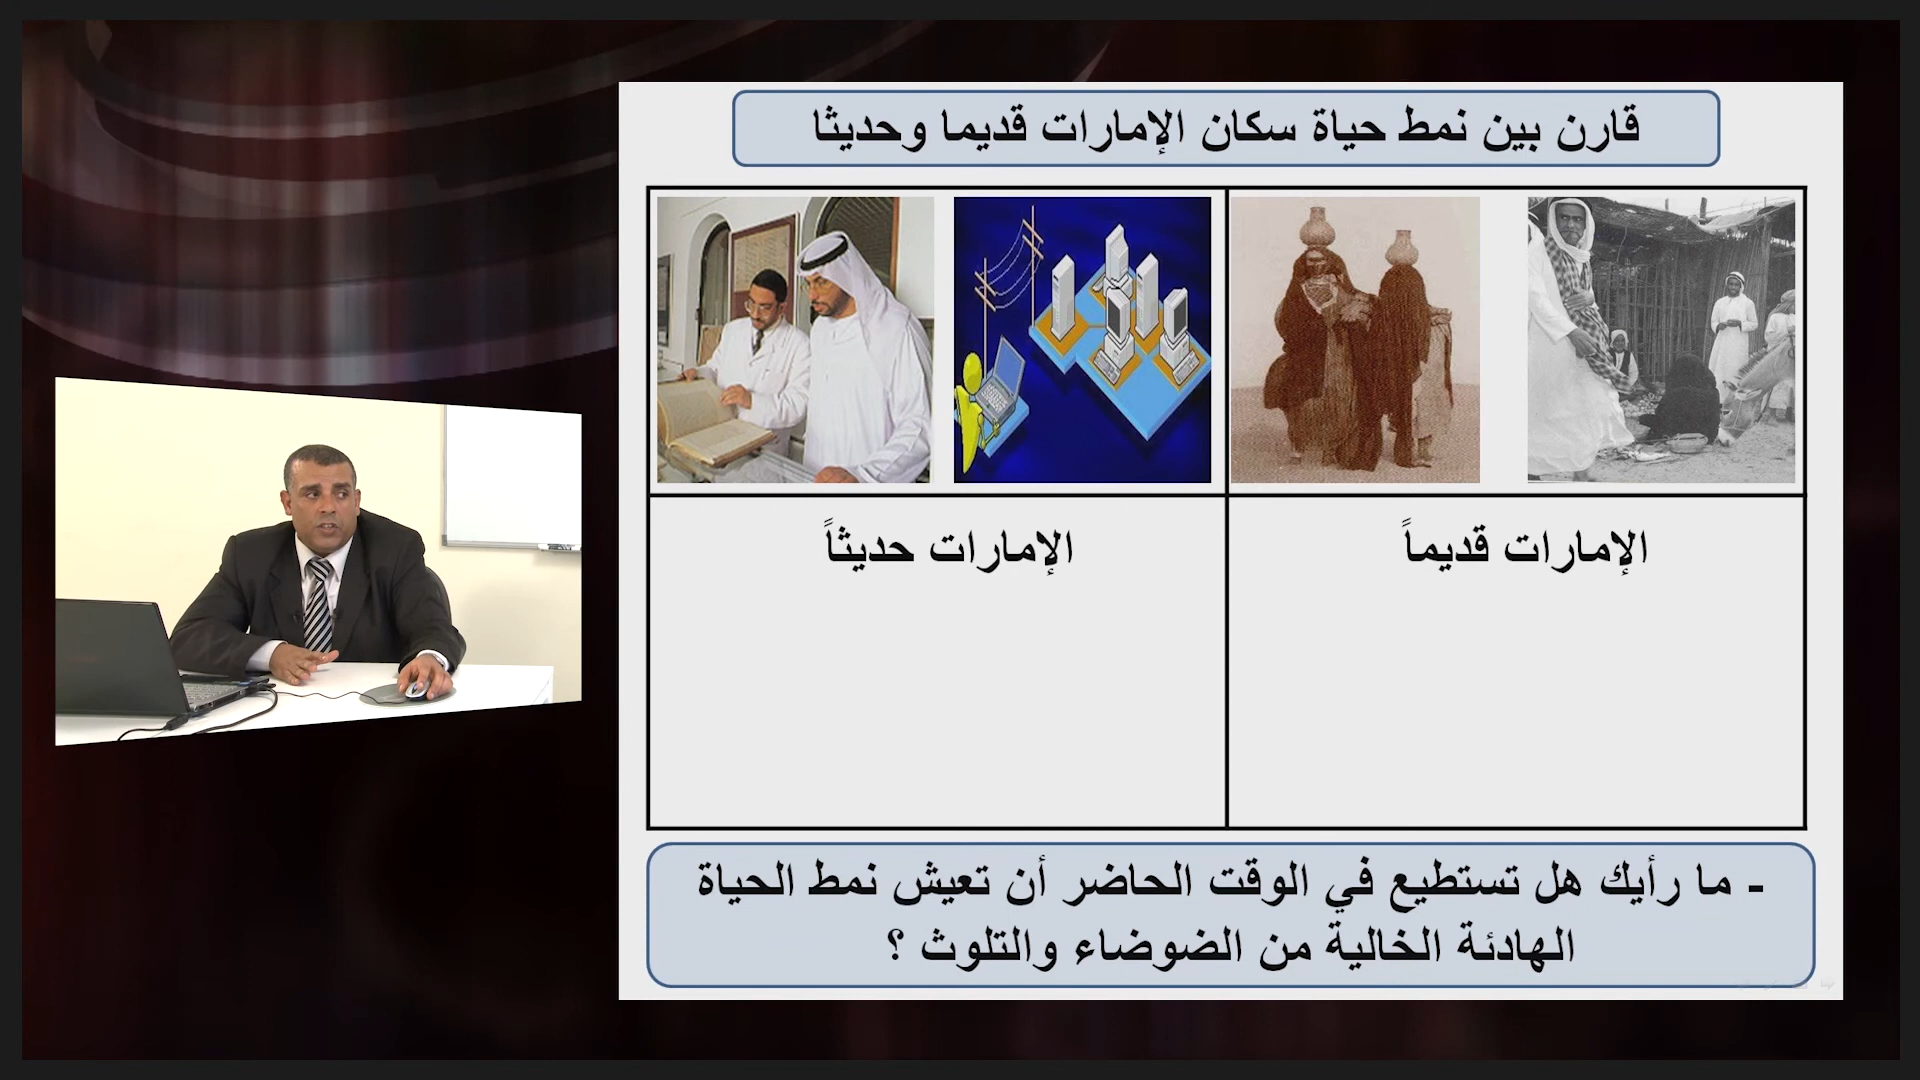 قارن بين نمط حياة سكان الإمارات قديما وحديثا
الإمارات قديماً
الإمارات حديثاً
- ما رأيك هل تستطيع في الوقت الحاضر أن تعيش نمط الحياة
الهادئة الخالية من الضوضاء والتلوث ؟